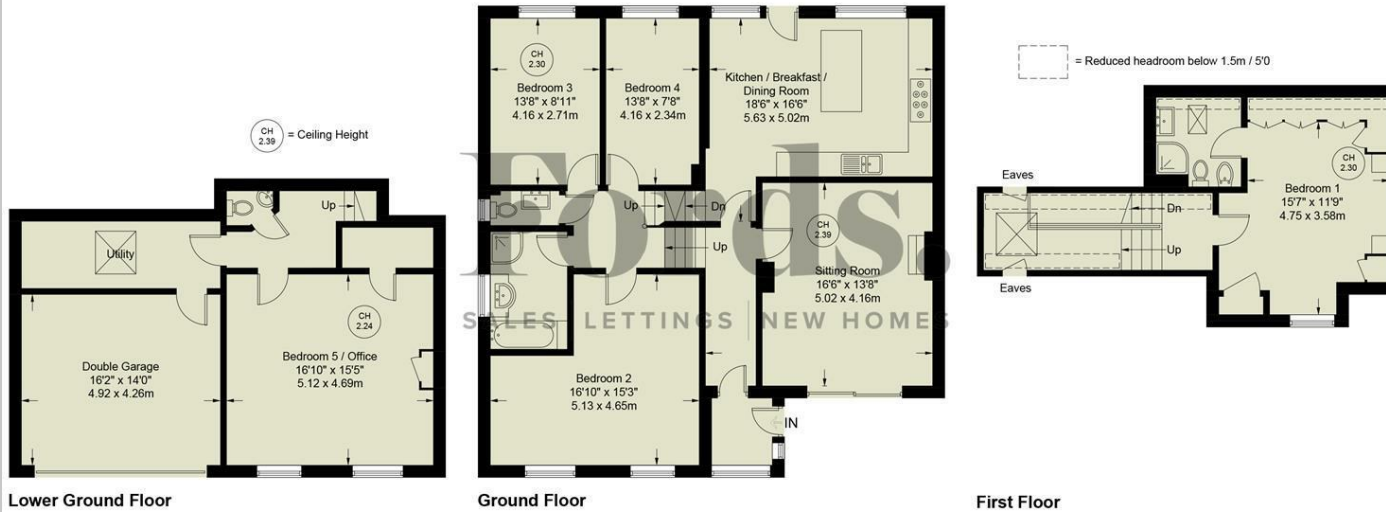 CH
2.39
= Ceiling Height
Up
Utility
Double Garage
16'2" x 14'0"
4.92 x 4.26m
CH
2.24
Bedroom 5 / Office
16'10" x 15'5"
5.12 x 4.69m
Lower Ground Floor
CH
2.30
Bedroom 3
13'8" x 8'11"
4.16 x 2.71m
Bedroom 4
13'8" x 7'8"
4.16 x 2.34m
Kitchen / Breakfast /
Dining Room
18'6" x 16'6"
5.63 x 5.02m
Fords.
SALES LETTINGS NEW HOMES
Up
Dn
Up
CH
2.39
Sitting Room
16'6" x 13'8"
5.02 x 4.16m
Bedroom 2
16'10" x 15'3"
5.13 x 4.65m
IN
Ground Floor
= Reduced headroom below 1.5m / 5'0
Eaves
CH
2.30
Bedroom 1
15'7" x 11'9"
4.75 x 3.58m
Dn
Up
Eaves
First Floor